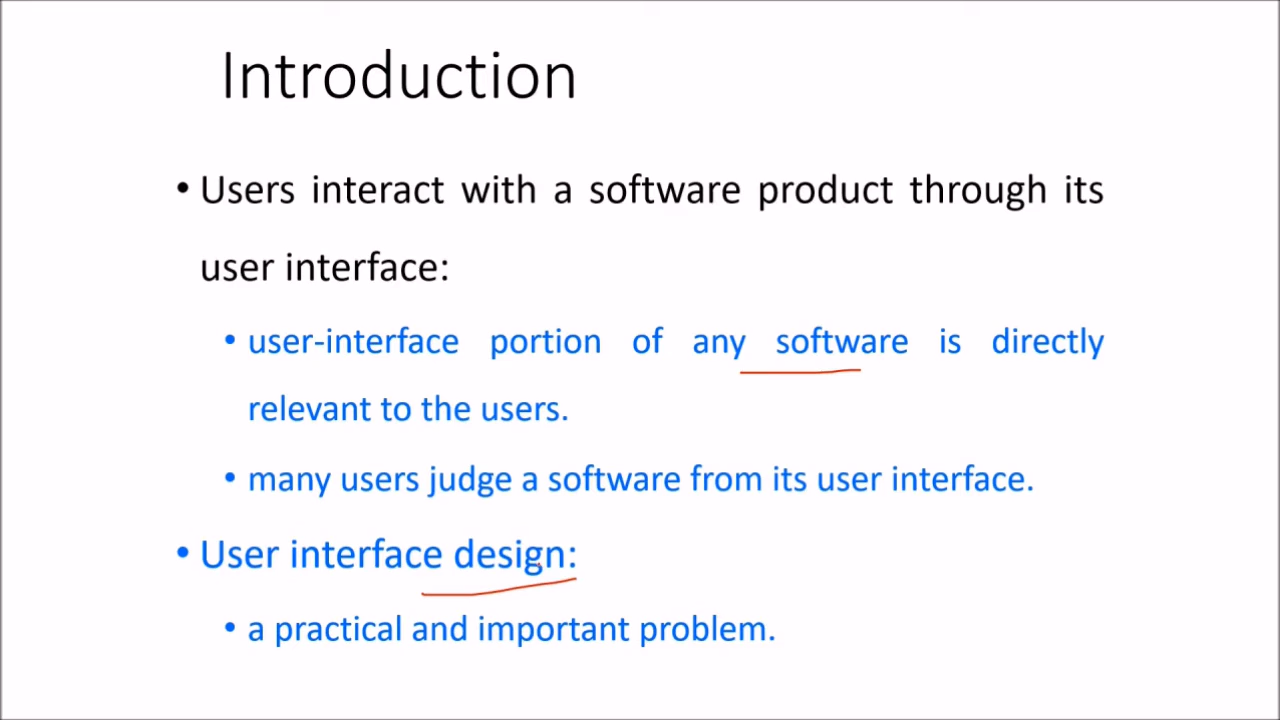 Introduction
• Users interact with a software product through its
user interface:
• user-interface portion of any software is directly
relevant to the users.
• many users judge a software from its user interface.
• User interface design:
• a practical and important problem.